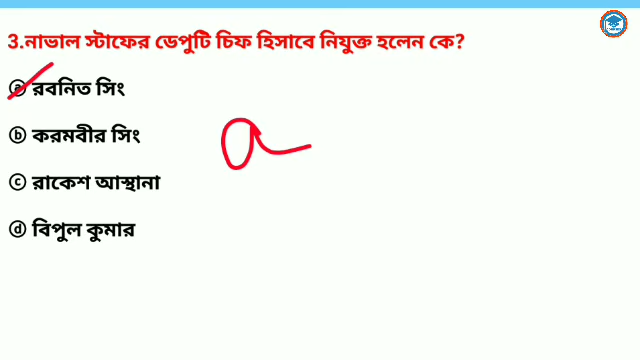 3.নাভাল স্টাফের ডেপুটি চিফ হিসাবে নিযুক্ত হলেন কে?
ⓐ রবনিত সিং
ⓑ করমবীর সিং
a
ⓒ রাকেশ আস্থানা
ⓓ বিপুল কুমার